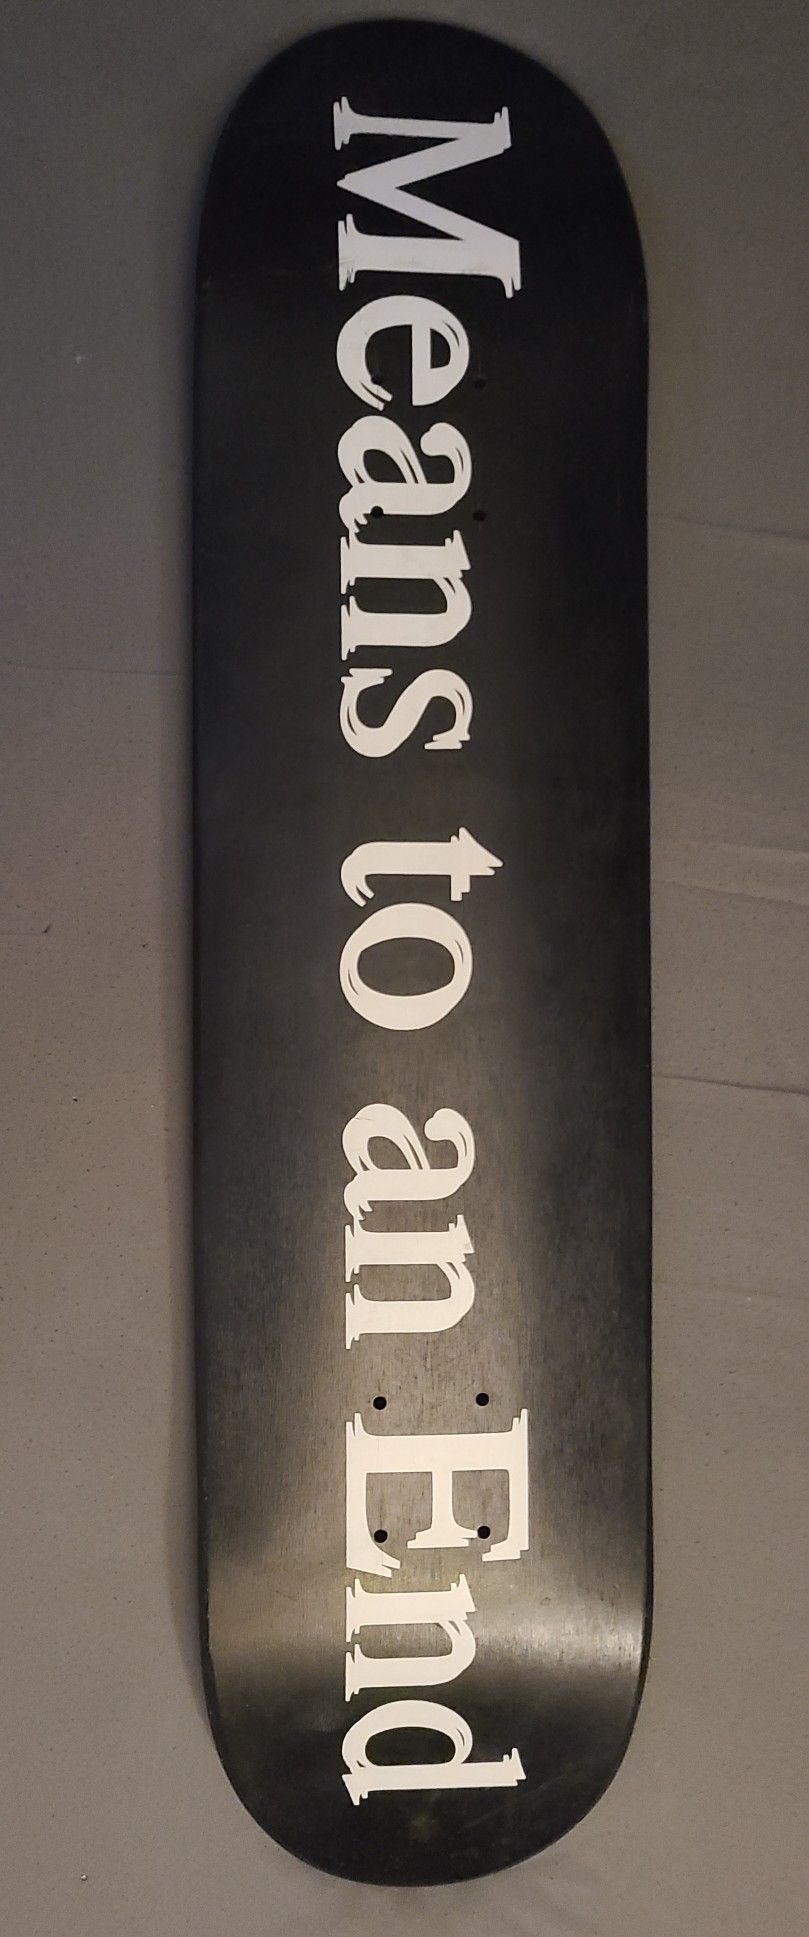 Means to an End